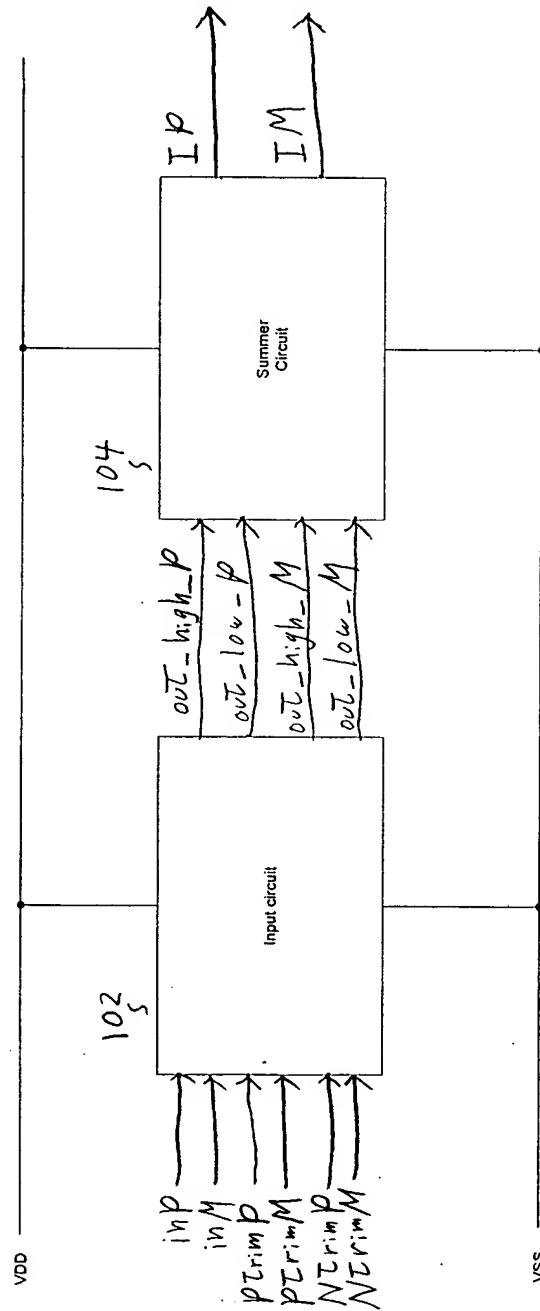 VDD
102
104
inP
inM
PTrimP
PTrimM
NTrimP
NTrimM
Input circuit
out_high_P
out_low_P
out_high_M
out_low_M
Summer
Circuit
IP
IM
VSS